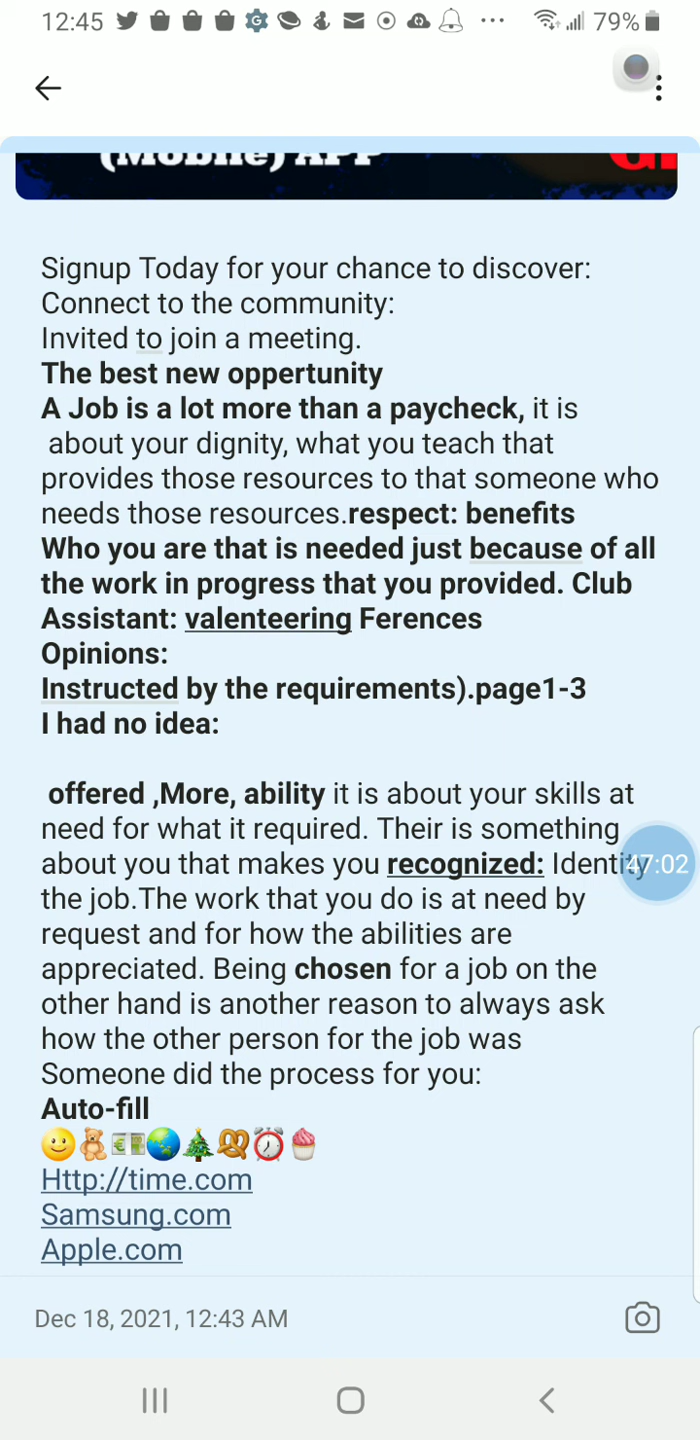 12:45
79%
(Mobile) APP
Signup Today for your chance to discover:
Connect to the community:
Invited to join a meeting.
The best new oppertunity
A Job is a lot more than a paycheck, it is
about your dignity, what you teach that
provides those resources to that someone who
needs those resources.respect: benefits
Who you are that is needed just because of all
the work in progress that you provided. Club
Assistant: valenteering Ferences
Opinions:
Instructed by the requirements).page1-3
I had no idea:
offered ,More, ability it is about your skills at
need for what it required. Their is something
about you that makes you recognized: Identity
47:02
the job.The work that you do is at need by
request and for how the abilities are
appreciated. Being chosen for a job on the
other hand is another reason to always ask
how the other person for the job was
Someone did the process for you:
Auto-fill
Http://time.com
Samsung.com
Apple.com
Dec 18, 2021, 12:43 AM